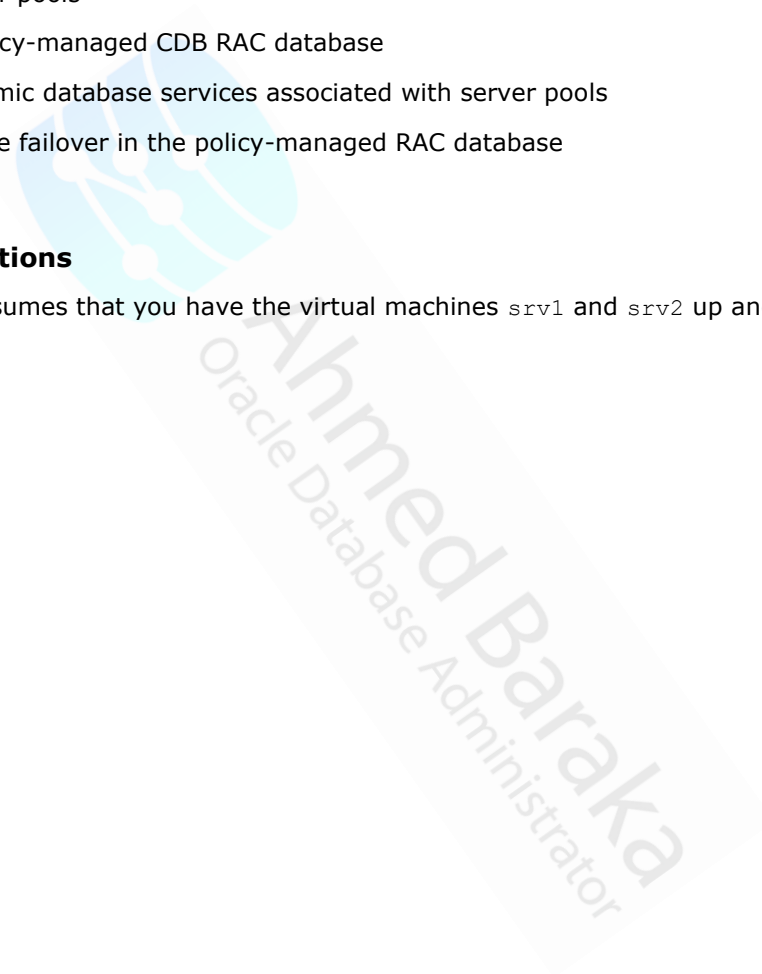 r pools
cy-managed CDB RAC database
mic database services associated with server pools
e failover in the policy-managed RAC database
tions
sumes that you have the virtual machines srv1 and srv2 up an
Ahmed Baraka
Oracle Database Administrator